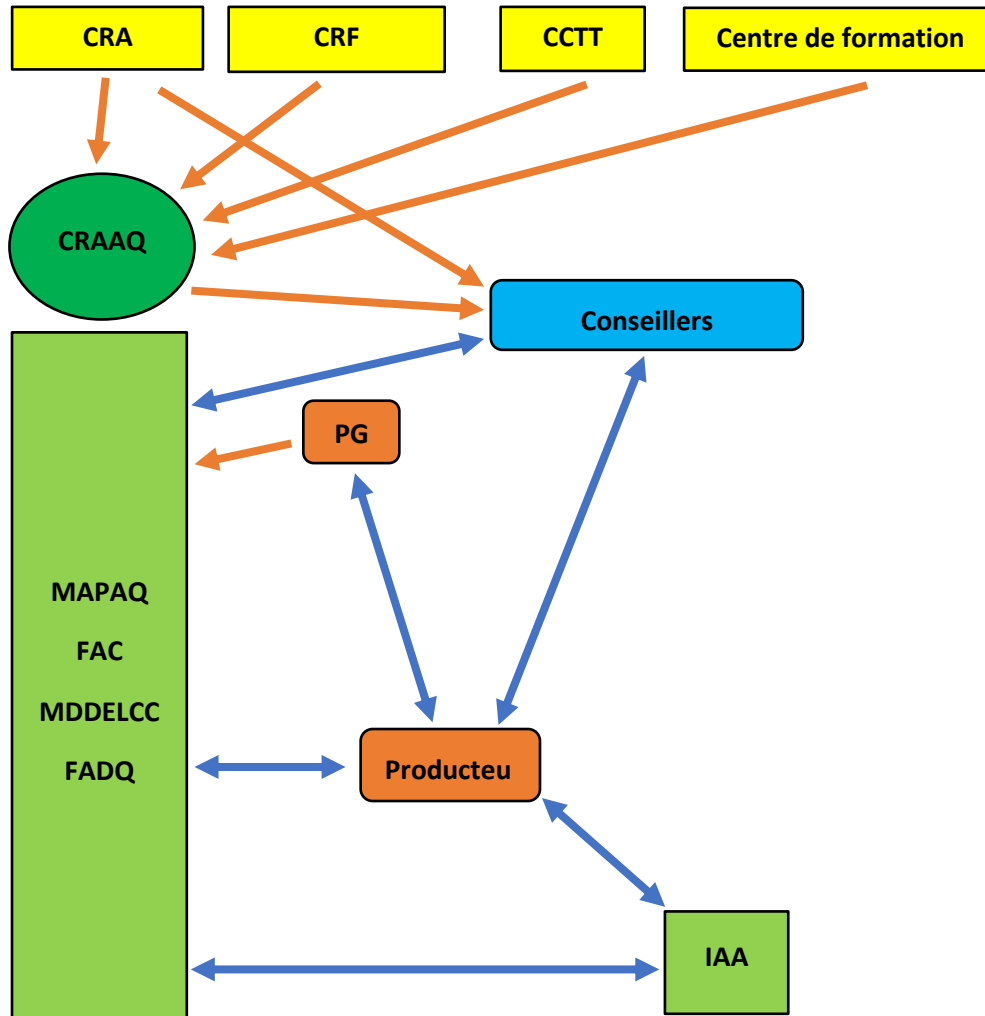 CRA
CRF
CCTT
Centre de formation
CRAAQ
Conseillers
PG
MAPAQ
FAC
MDDELCC
FADQ
Producteu
IAA